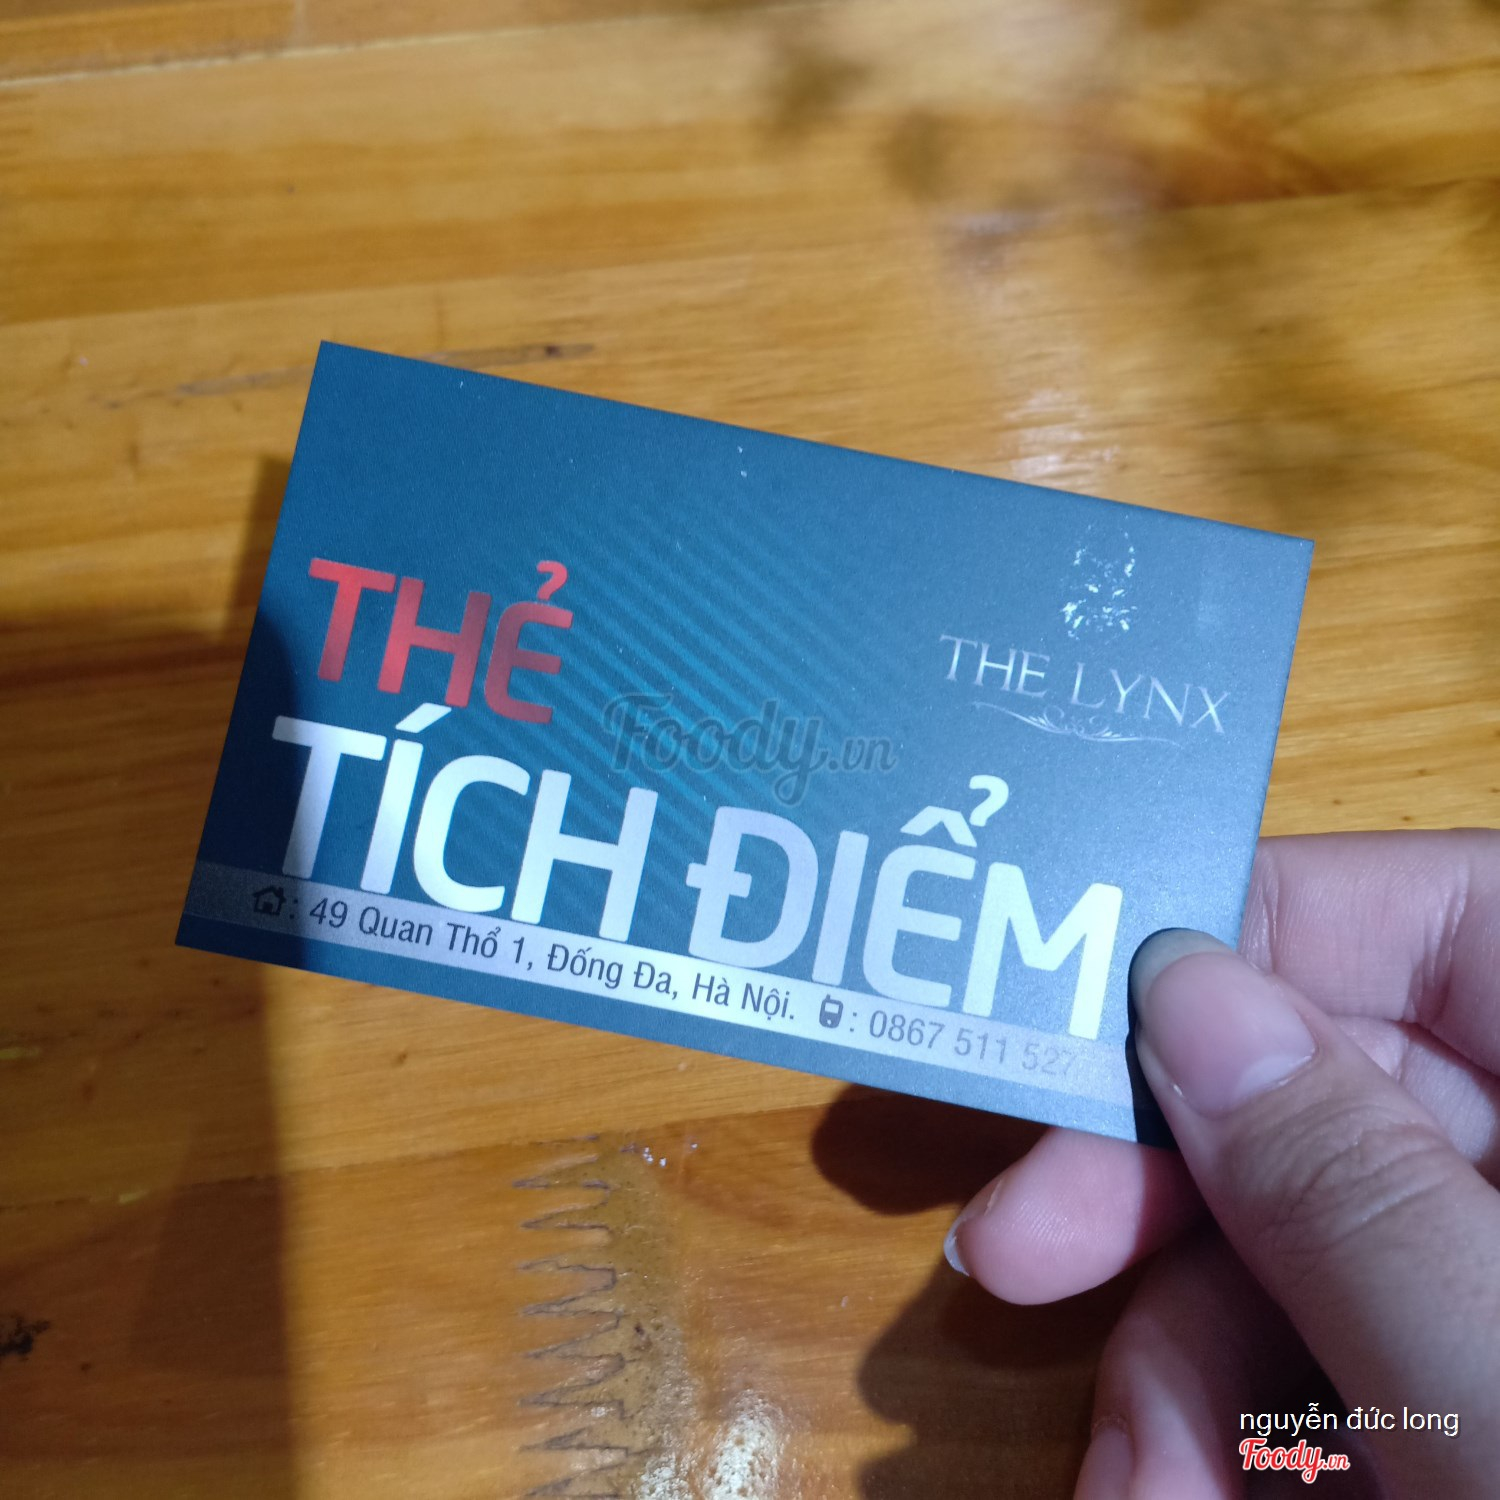 THE LYNX
THẺ
TÍCH ĐIỂM
: 49 Quan Thổ 1, Đống Đa, Hà Nội. : 0867 511 527
Foody.vn
nguyễn đức long
Foody.vn